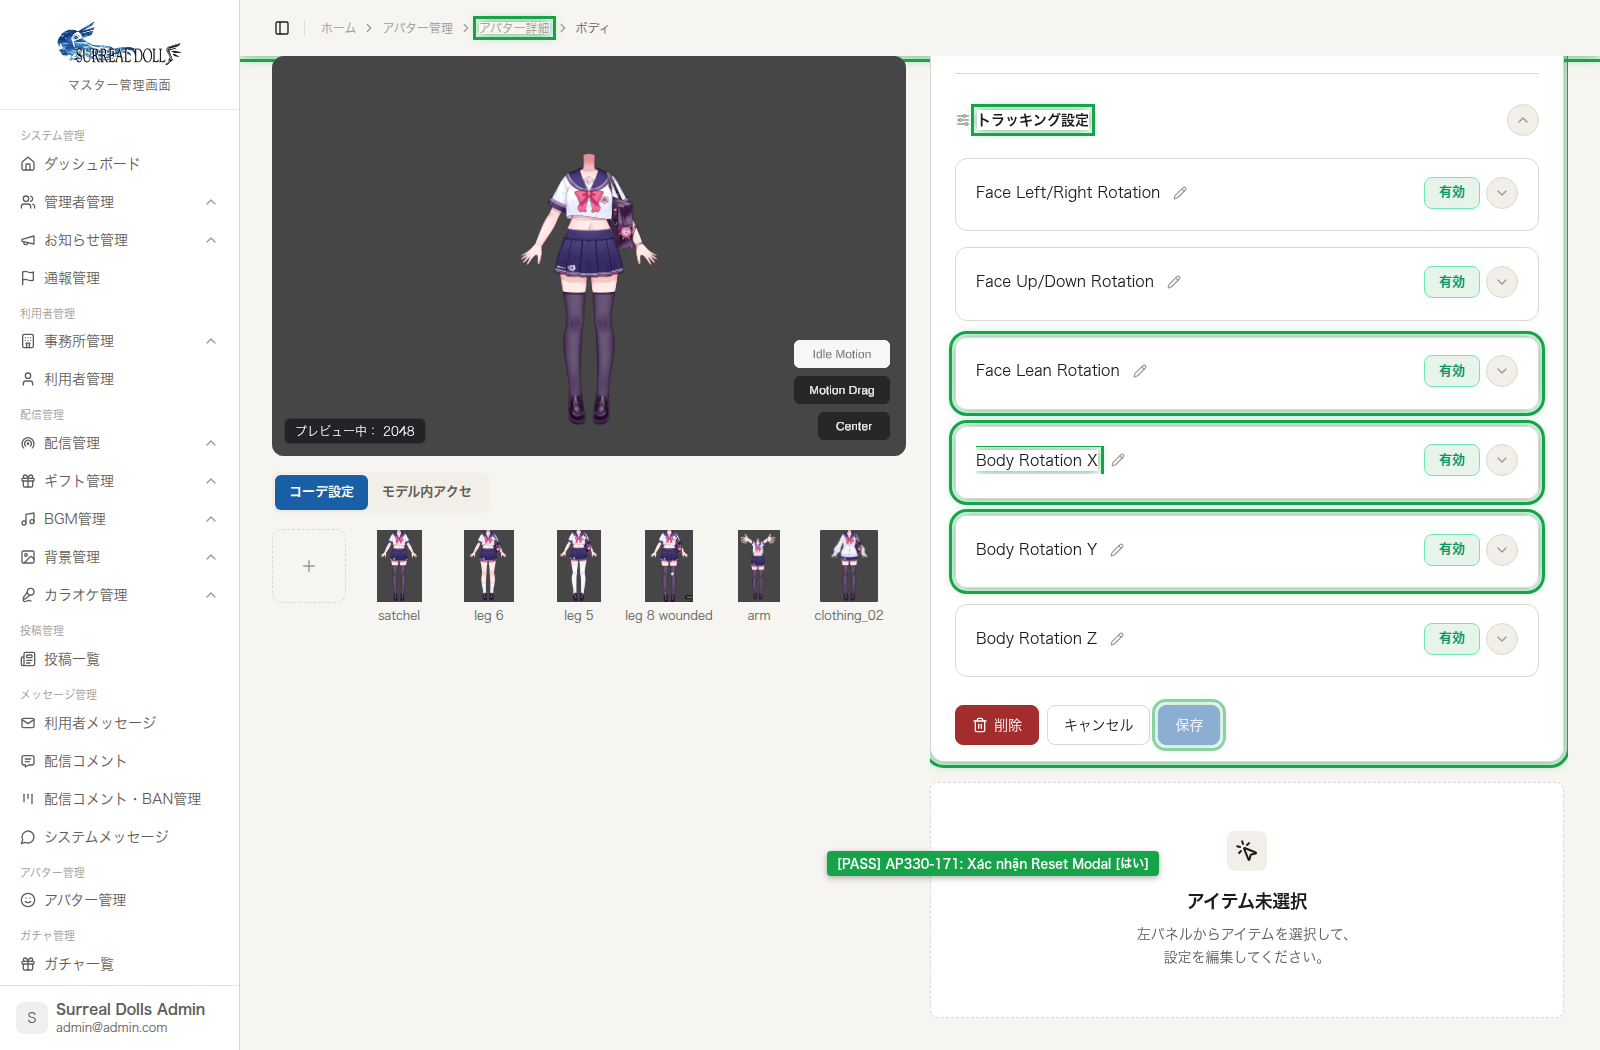 SURREAL DOLLS
マスター管理画面
システム管理
ダッシュボード
管理者管理
お知らせ管理
通報管理
利用者管理
事務所管理
利用者管理
配信管理
配信管理
ギフト管理
BGM管理
背景管理
カラオケ管理
投稿管理
投稿一覧
メッセージ管理
利用者メッセージ
配信コメント
配信コメント・BAN管理
システムメッセージ
アバター管理
アバター管理
ガチャ管理
ガチャ一覧
S
Surreal Dolls Admin
admin@admin.com
ホーム
アバター管理
アバター詳細
ボディ
Idle Motion
Motion Drag
Center
プレビュー中： 2048
コーデ設定
モデル内アクセ
satchel
leg 6
leg 5
leg 8 wounded
arm
clothing_02
トラッキング設定
Face Left/Right Rotation
有効
Face Up/Down Rotation
有効
Face Lean Rotation
有効
Body Rotation X
有効
Body Rotation Y
有効
Body Rotation Z
有効
削除
キャンセル
保存
[PASS] AP330-171: Xác nhận Reset Modal [はい]
アイテム未選択
左パネルからアイテムを選択して、
設定を編集してください。